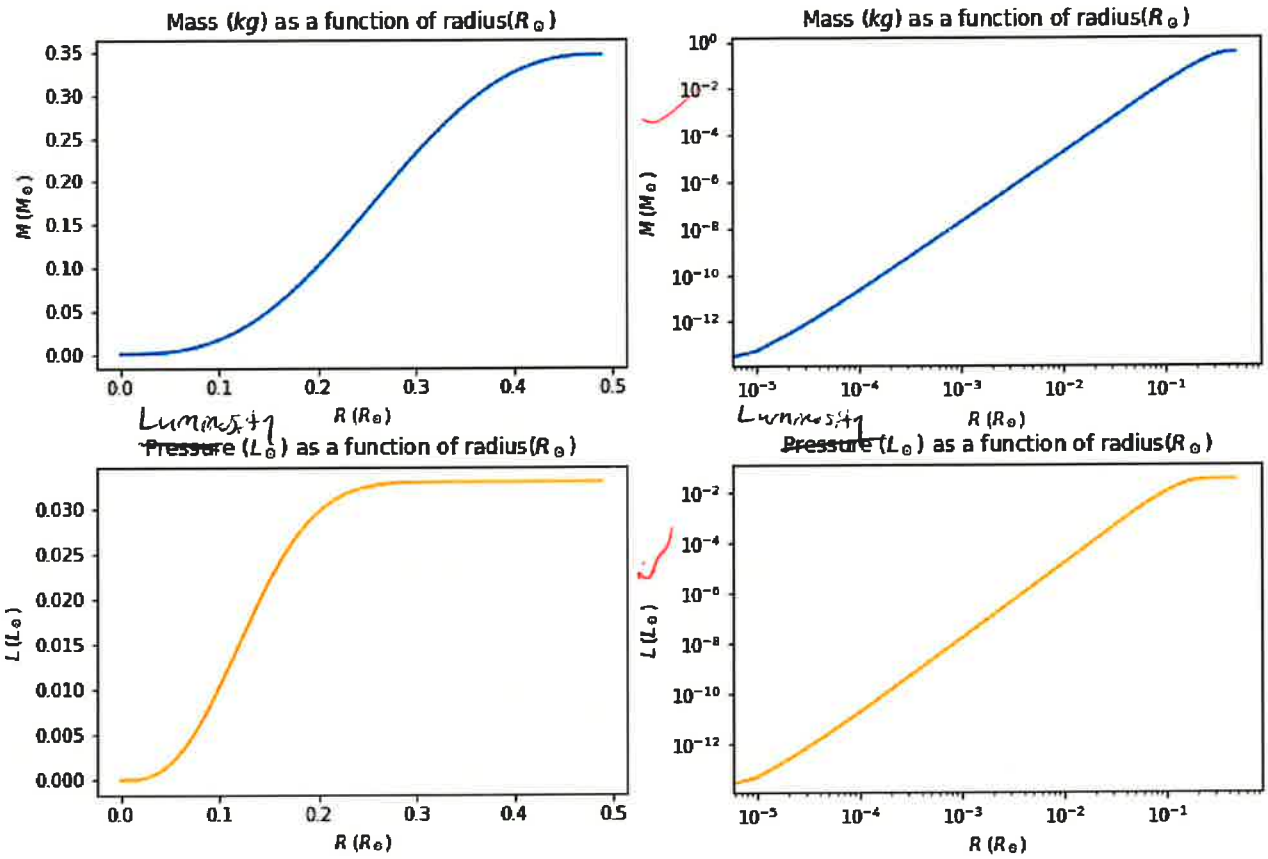 Mass (kg) as a function of radius(R☉)
M (M☉)
0.35
0.30
0.25
0.20
0.15
0.10
0.05
0.00
0.0 0.1 0.2 0.3 0.4 0.5
R (R☉)
Mass (kg) as a function of radius(R☉)
M (M☉)
10⁰
10⁻²
10⁻⁴
10⁻⁶
10⁻⁸
10⁻¹⁰
10⁻¹²
10⁻⁵ 10⁻⁴ 10⁻³ 10⁻² 10⁻¹
R (R☉)
Luminosity
Pressure (L☉) as a function of radius(R☉)
L (L☉)
0.030
0.025
0.020
0.015
0.010
0.005
0.000
0.0 0.1 0.2 0.3 0.4 0.5
R (R☉)
Luminosity
Pressure (L☉) as a function of radius(R☉)
L (L☉)
10⁻²
10⁻⁴
10⁻⁶
10⁻⁸
10⁻¹⁰
10⁻¹²
10⁻⁵ 10⁻⁴ 10⁻³ 10⁻² 10⁻¹
R (R☉)